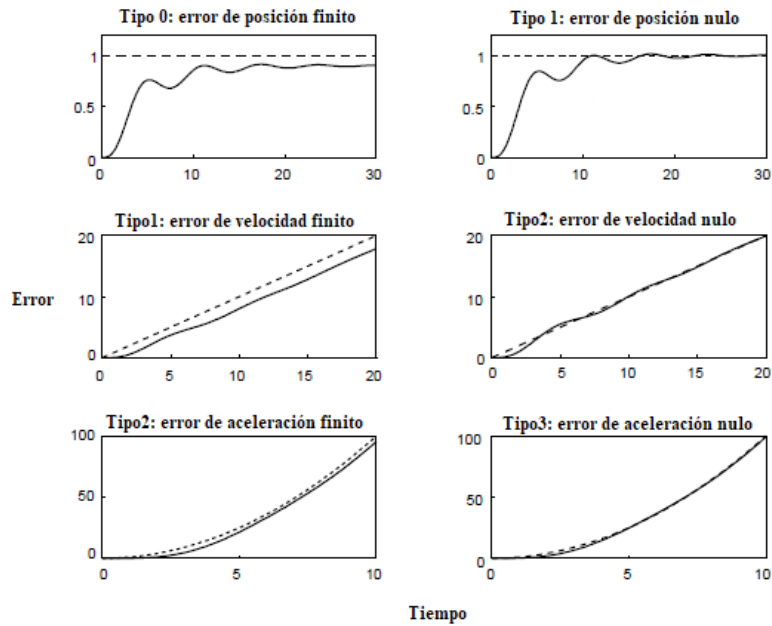 Tipo 0: error de posición finito
1
0.5
0
0 10 20 30
Tipo 1: error de posición nulo
1
0.5
0
0 10 20 30
Tipo1: error de velocidad finito
20
10
0
0 5 10 15 20
Tipo2: error de velocidad nulo
20
10
0
0 5 10 15 20
Error
Tipo2: error de aceleración finito
100
50
0
0 5 10
Tipo3: error de aceleración nulo
100
50
0
0 5 10
Tiempo